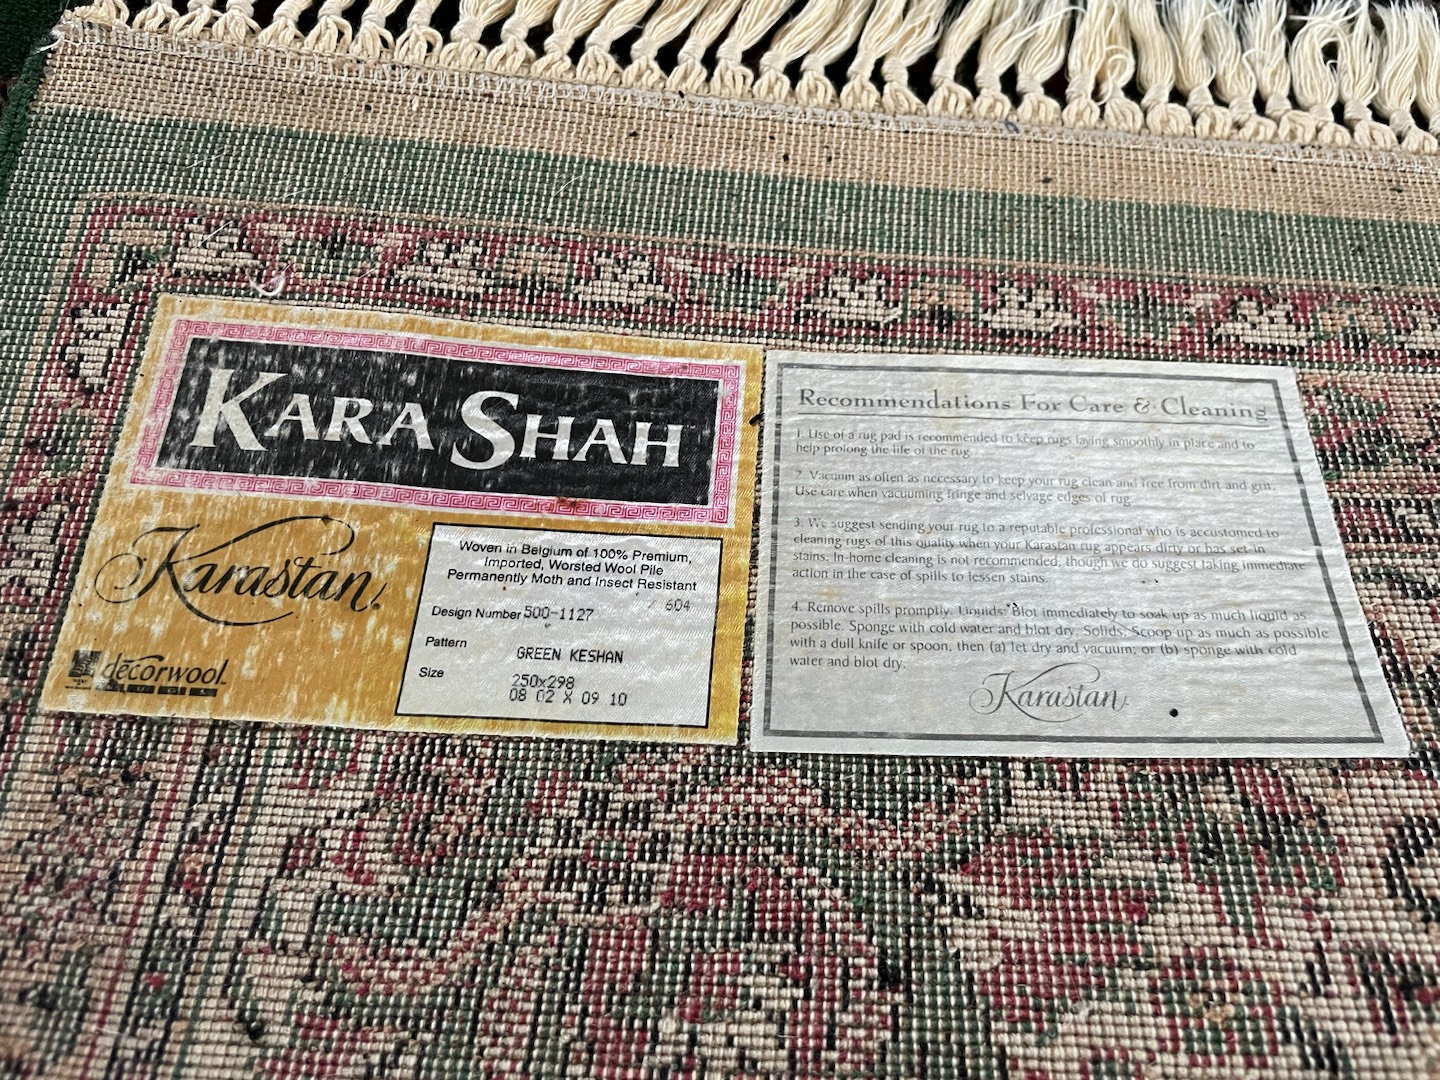 KARA SHAH
Karastan®
décorwool
Woven in Belgium of 100% Premium,
Imported, Worsted Wool Pile
Permanently Moth and Insect Resistant
604
Design Number 500-1127
Pattern GREEN KESHAN
Size 250x298
08 02 X 09 10
Recommendations For Care & Cleaning
1. Use of a rug pad is recommended to keep rugs laying smoothly in place and to
help prolong the life of the rug.
2. Vacuum as often as necessary to keep your rug clean and free from dirt and grit.
Use care when vacuuming fringe and selvage edges of rug.
3. We suggest sending your rug to a reputable professional who is accustomed to
cleaning rugs of this quality when your Karastan rug appears dirty or has set-in
stains. In-home cleaning is not recommended, though we do suggest taking immediate
action in the case of spills to lessen stains.
4. Remove spills promptly. Liquids: Blot immediately to soak up as much liquid as
possible. Sponge with cold water and blot dry. Solids: Scoop up as much as possible
with a dull knife or spoon, then (a) let dry and vacuum; or (b) sponge with cold
water and blot dry.
Karastan